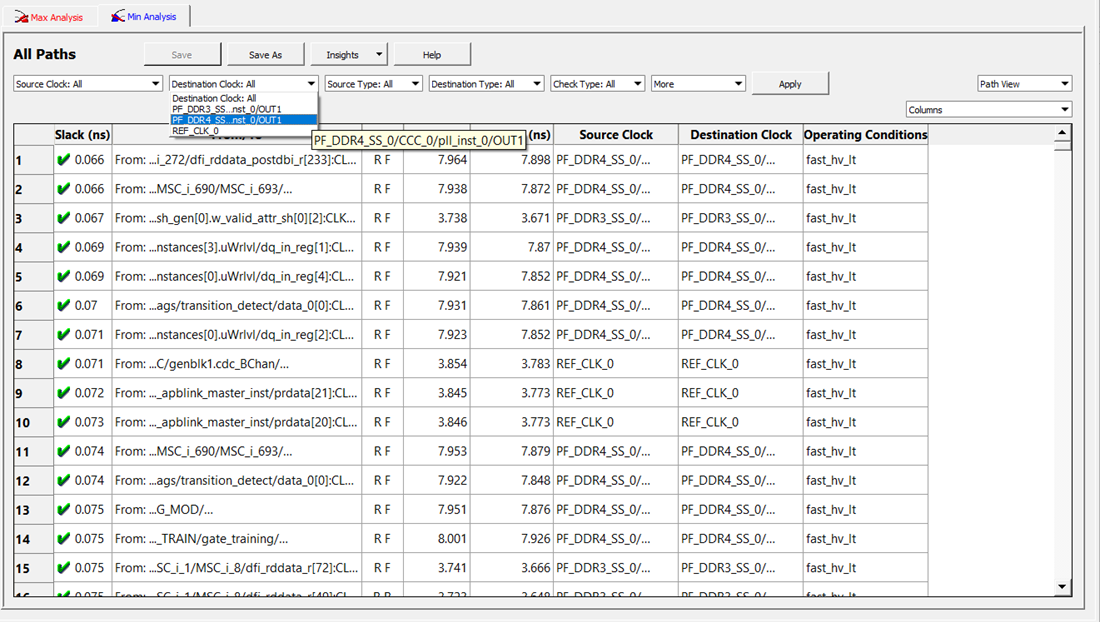 Max Analysis Min Analysis
All Paths Save Save As Insights Help
Source Clock: All Destination Clock: All Source Type: All Destination Type: All Check Type: All More Apply Path View
Destination Clock: All
PF_DDR3_SS...nst_0/OUT1
PF_DDR4_SS...nst_0/OUT1
REF_CLK_0
PF_DDR4_SS_0/CCC_0/pll_inst_0/OUT1
Columns
Slack (ns) (ns) Source Clock Destination Clock Operating Conditions
1 0.066 From: ...i_272/dfi_rddata_postdbi_r[233]:CL... R F 7.964 7.898 PF_DDR4_SS_0/... PF_DDR4_SS_0/... fast_hv_lt
2 0.066 From: ...MSC_i_690/MSC_i_693/... R F 7.938 7.872 PF_DDR4_SS_0/... PF_DDR4_SS_0/... fast_hv_lt
3 0.067 From: ...sh_gen[0].w_valid_attr_sh[0][2]:CLK... R F 3.738 3.671 PF_DDR3_SS_0/... PF_DDR3_SS_0/... fast_hv_lt
4 0.069 From: ...nstances[3].uWrlvl/dq_in_reg[1]:CL... R F 7.939 7.87 PF_DDR4_SS_0/... PF_DDR4_SS_0/... fast_hv_lt
5 0.069 From: ...nstances[0].uWrlvl/dq_in_reg[4]:CL... R F 7.921 7.852 PF_DDR4_SS_0/... PF_DDR4_SS_0/... fast_hv_lt
6 0.07 From: ...ags/transition_detect/data_0[0]:CL... R F 7.931 7.861 PF_DDR4_SS_0/... PF_DDR4_SS_0/... fast_hv_lt
7 0.071 From: ...nstances[0].uWrlvl/dq_in_reg[2]:CL... R F 7.923 7.852 PF_DDR4_SS_0/... PF_DDR4_SS_0/... fast_hv_lt
8 0.071 From: ...C/genblk1.cdc_BChan/... R F 3.854 3.783 REF_CLK_0 REF_CLK_0 fast_hv_lt
9 0.072 From: ..._apblink_master_inst/prdata[21]:CL... R F 3.845 3.773 REF_CLK_0 REF_CLK_0 fast_hv_lt
10 0.073 From: ..._apblink_master_inst/prdata[20]:CL... R F 3.846 3.773 REF_CLK_0 REF_CLK_0 fast_hv_lt
11 0.074 From: ...MSC_i_690/MSC_i_693/... R F 7.953 7.879 PF_DDR4_SS_0/... PF_DDR4_SS_0/... fast_hv_lt
12 0.074 From: ...ags/transition_detect/data_0[0]:CL... R F 7.922 7.848 PF_DDR4_SS_0/... PF_DDR4_SS_0/... fast_hv_lt
13 0.075 From: ...G_MOD/... R F 7.951 7.876 PF_DDR4_SS_0/... PF_DDR4_SS_0/... fast_hv_lt
14 0.075 From: ..._TRAIN/gate_training/... R F 8.001 7.926 PF_DDR4_SS_0/... PF_DDR4_SS_0/... fast_hv_lt
15 0.075 From: ...SC_i_1/MSC_i_8/dfi_rddata_r[72]:CL... R F 3.741 3.666 PF_DDR3_SS_0/... PF_DDR3_SS_0/... fast_hv_lt